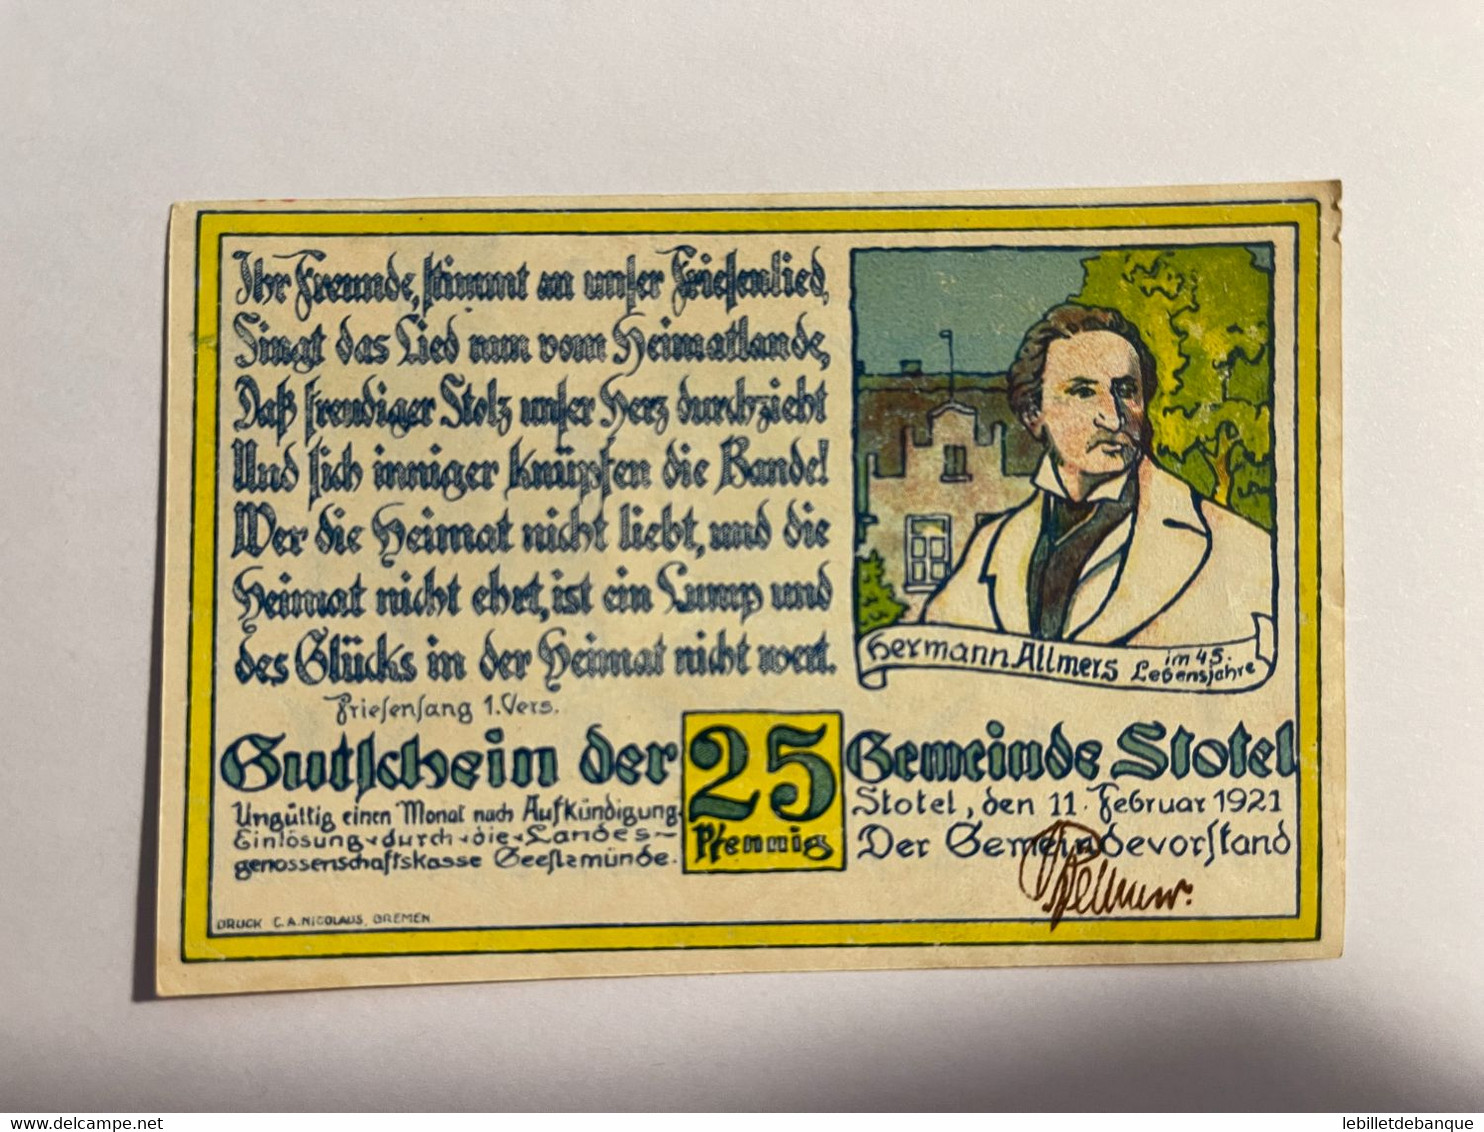 Ihr Freunde, stimmt an unser Friesenlied,
Singt das Lied nun vom Heimatlande,
Daß freudiger Stolz unser Herz durchzieht
Und sich inniger knüpfen die Bande!
Wer die Heimat nicht liebt, und die
Heimat nicht ehrt, ist ein Lump und
des Glücks in der Heimat nicht wert.
Friesensang 1. Vers.
Hermann Allmers im 45.
Lebensjahre
Gutschein der 25 Gemeinde Stotel
Pfennig
Ungültig einen Monat nach Aufkündigung.
Einlösung durch die Landes-
genossenschaftskasse Geestemünde.
Stotel, den 11. Februar 1921
Der Gemeindevorstand
DRUCK C. A. NICOLAUS, BREMEN
delcampe.net
lebilletdebanque